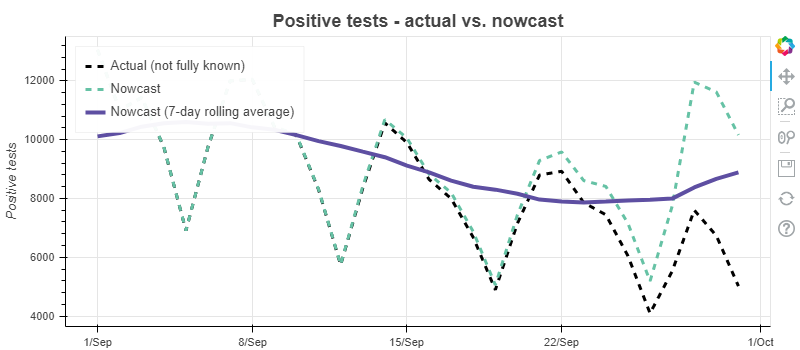 Positive tests - actual vs. nowcast
Actual (not fully known)
Nowcast
Nowcast (7-day rolling average)
Positive tests
12000
10000
8000
6000
4000
1/Sep
8/Sep
15/Sep
22/Sep
1/Oct